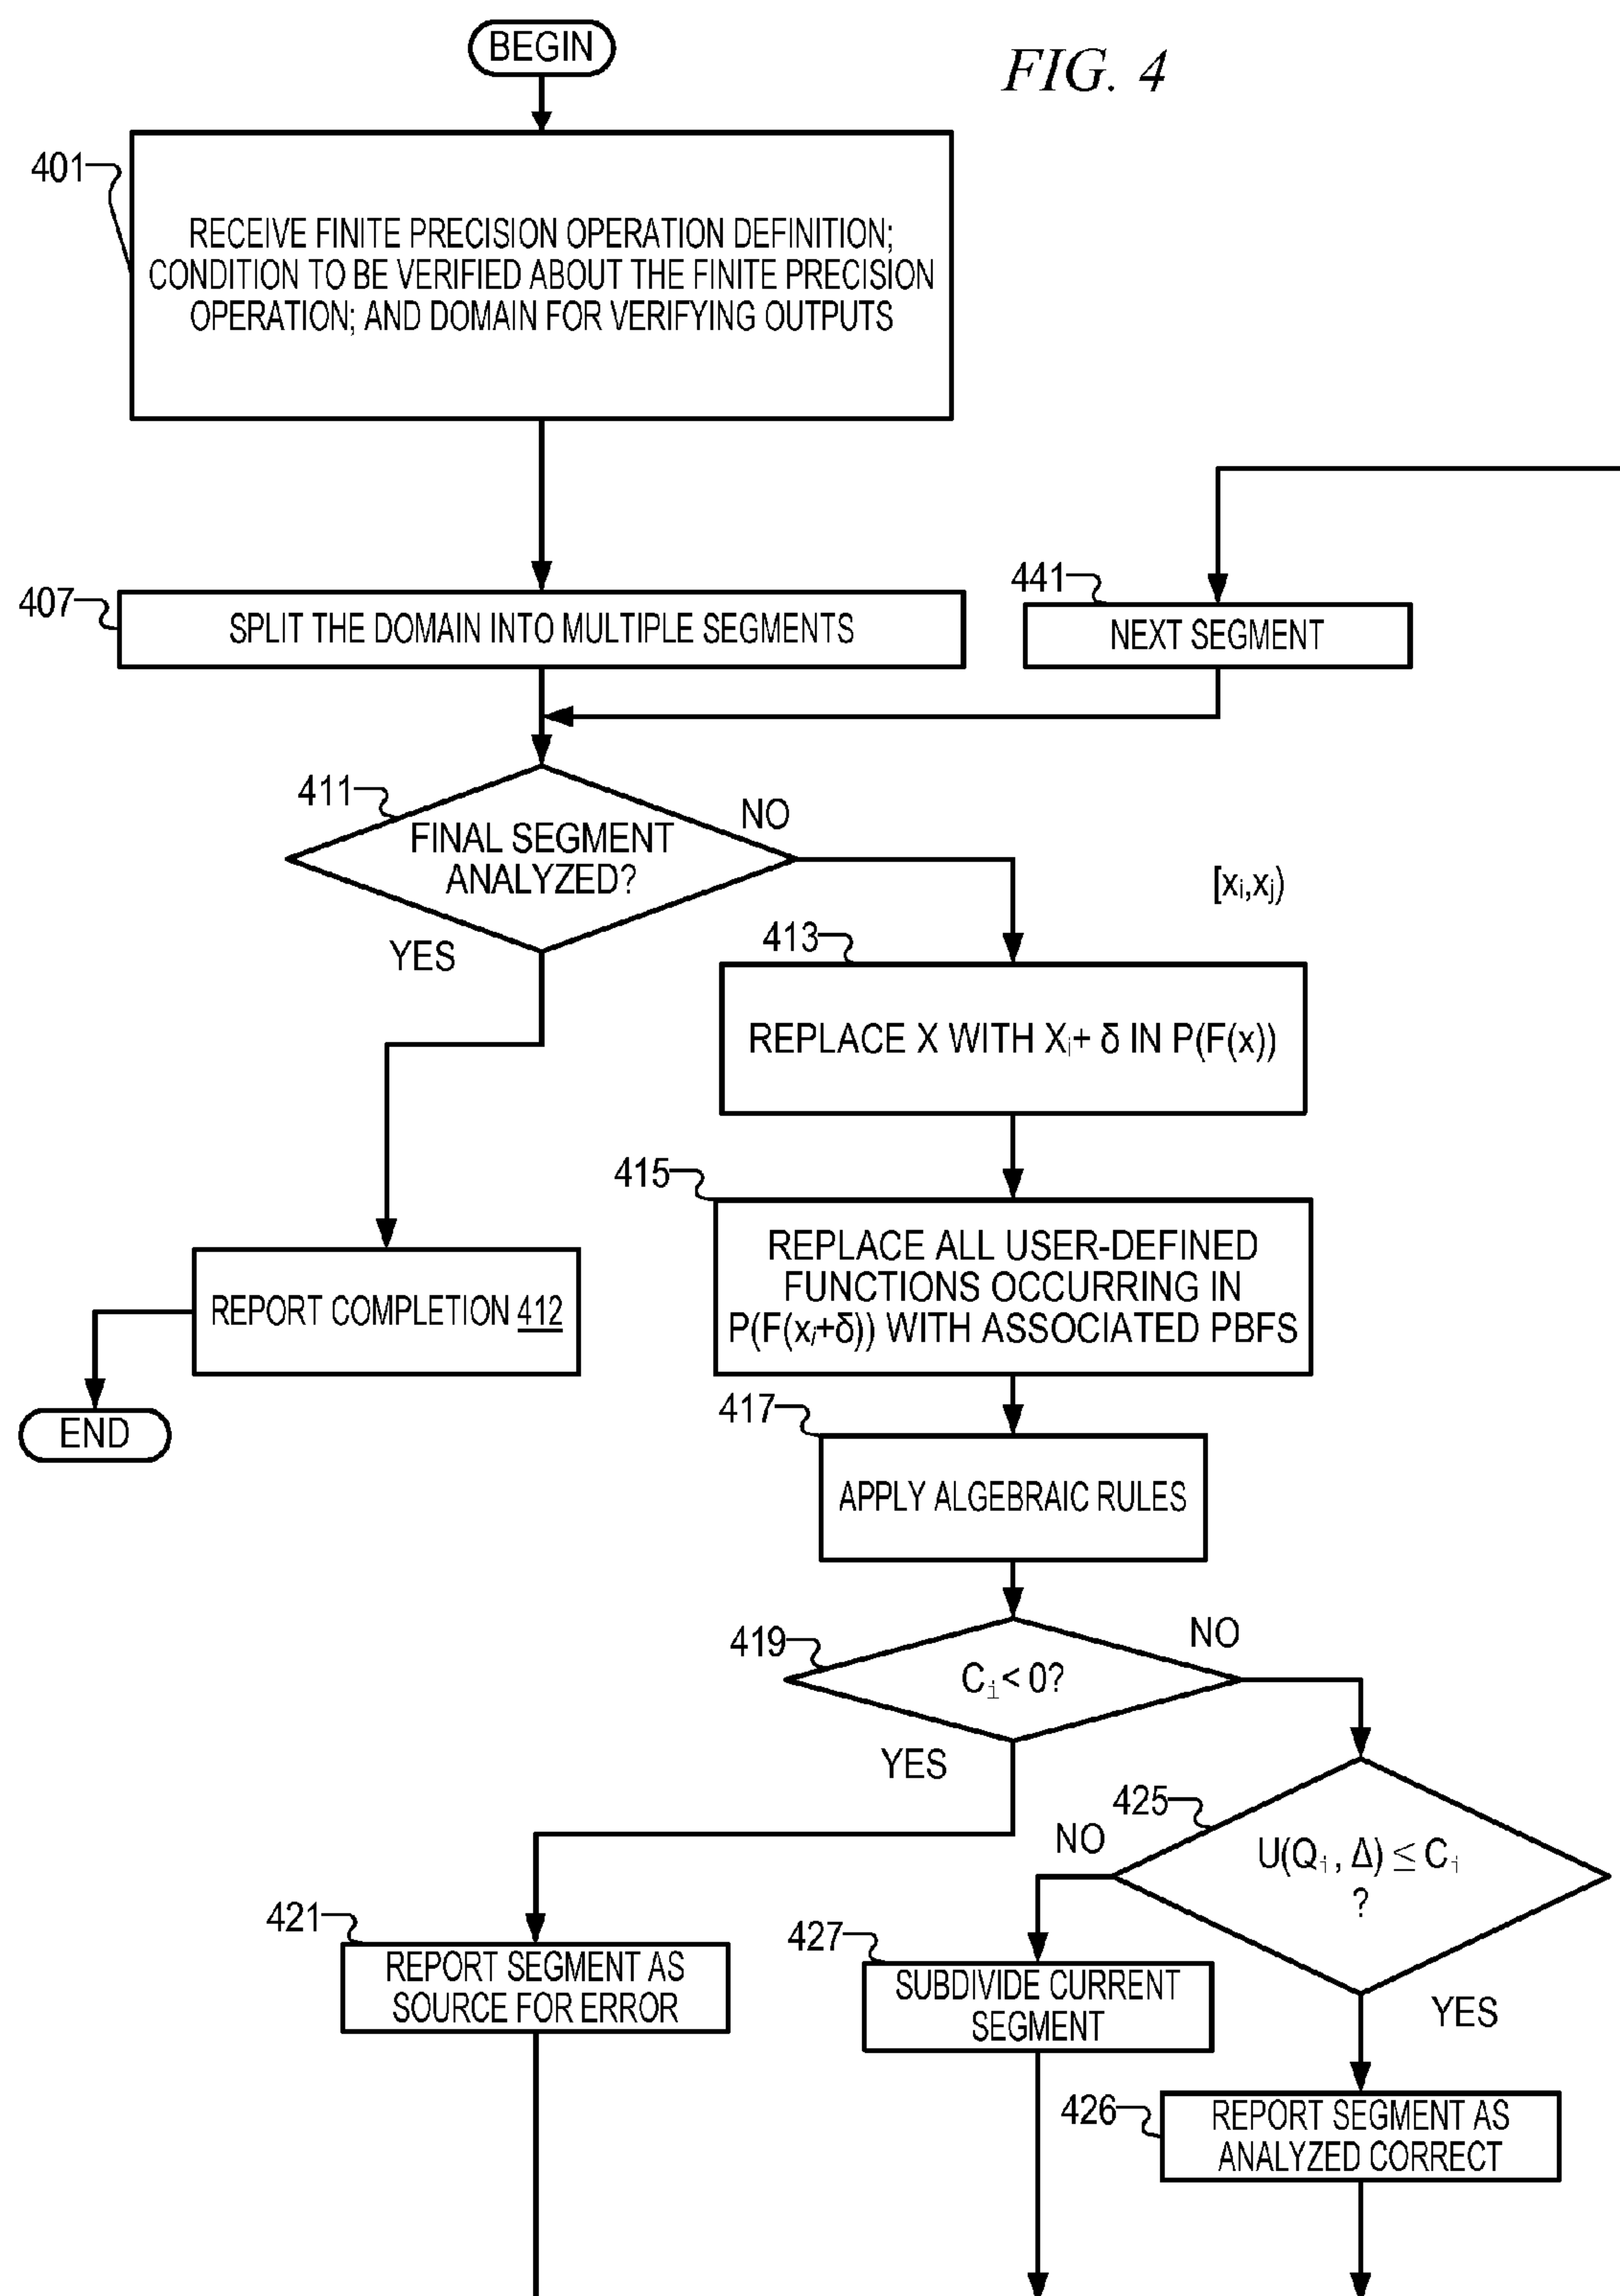 BEGIN
FIG. 4
401
RECEIVE FINITE PRECISION OPERATION DEFINITION;
CONDITION TO BE VERIFIED ABOUT THE FINITE PRECISION
OPERATION; AND DOMAIN FOR VERIFYING OUTPUTS
407
SPLIT THE DOMAIN INTO MULTIPLE SEGMENTS
441
NEXT SEGMENT
411
FINAL SEGMENT
ANALYZED?
NO
YES
[xᵢ,xⱼ)
413
REPLACE X WITH Xᵢ+ δ IN P(F(x))
415
REPLACE ALL USER-DEFINED
FUNCTIONS OCCURRING IN
P(F(xᵢ+δ)) WITH ASSOCIATED PBFS
REPORT COMPLETION 412
END
417
APPLY ALGEBRAIC RULES
419
Cᵢ< 0?
NO
YES
425
U(Qᵢ, Δ) ≤ Cᵢ
?
NO
YES
421
REPORT SEGMENT AS
SOURCE FOR ERROR
427
SUBDIVIDE CURRENT
SEGMENT
426
REPORT SEGMENT AS
ANALYZED CORRECT